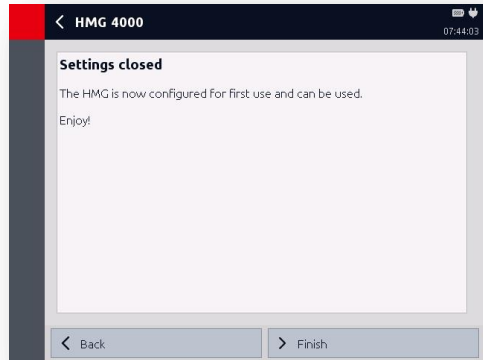 HMG 4000
07:44:03
Settings closed
The HMG is now configured for first use and can be used.
Enjoy!
Back
Finish